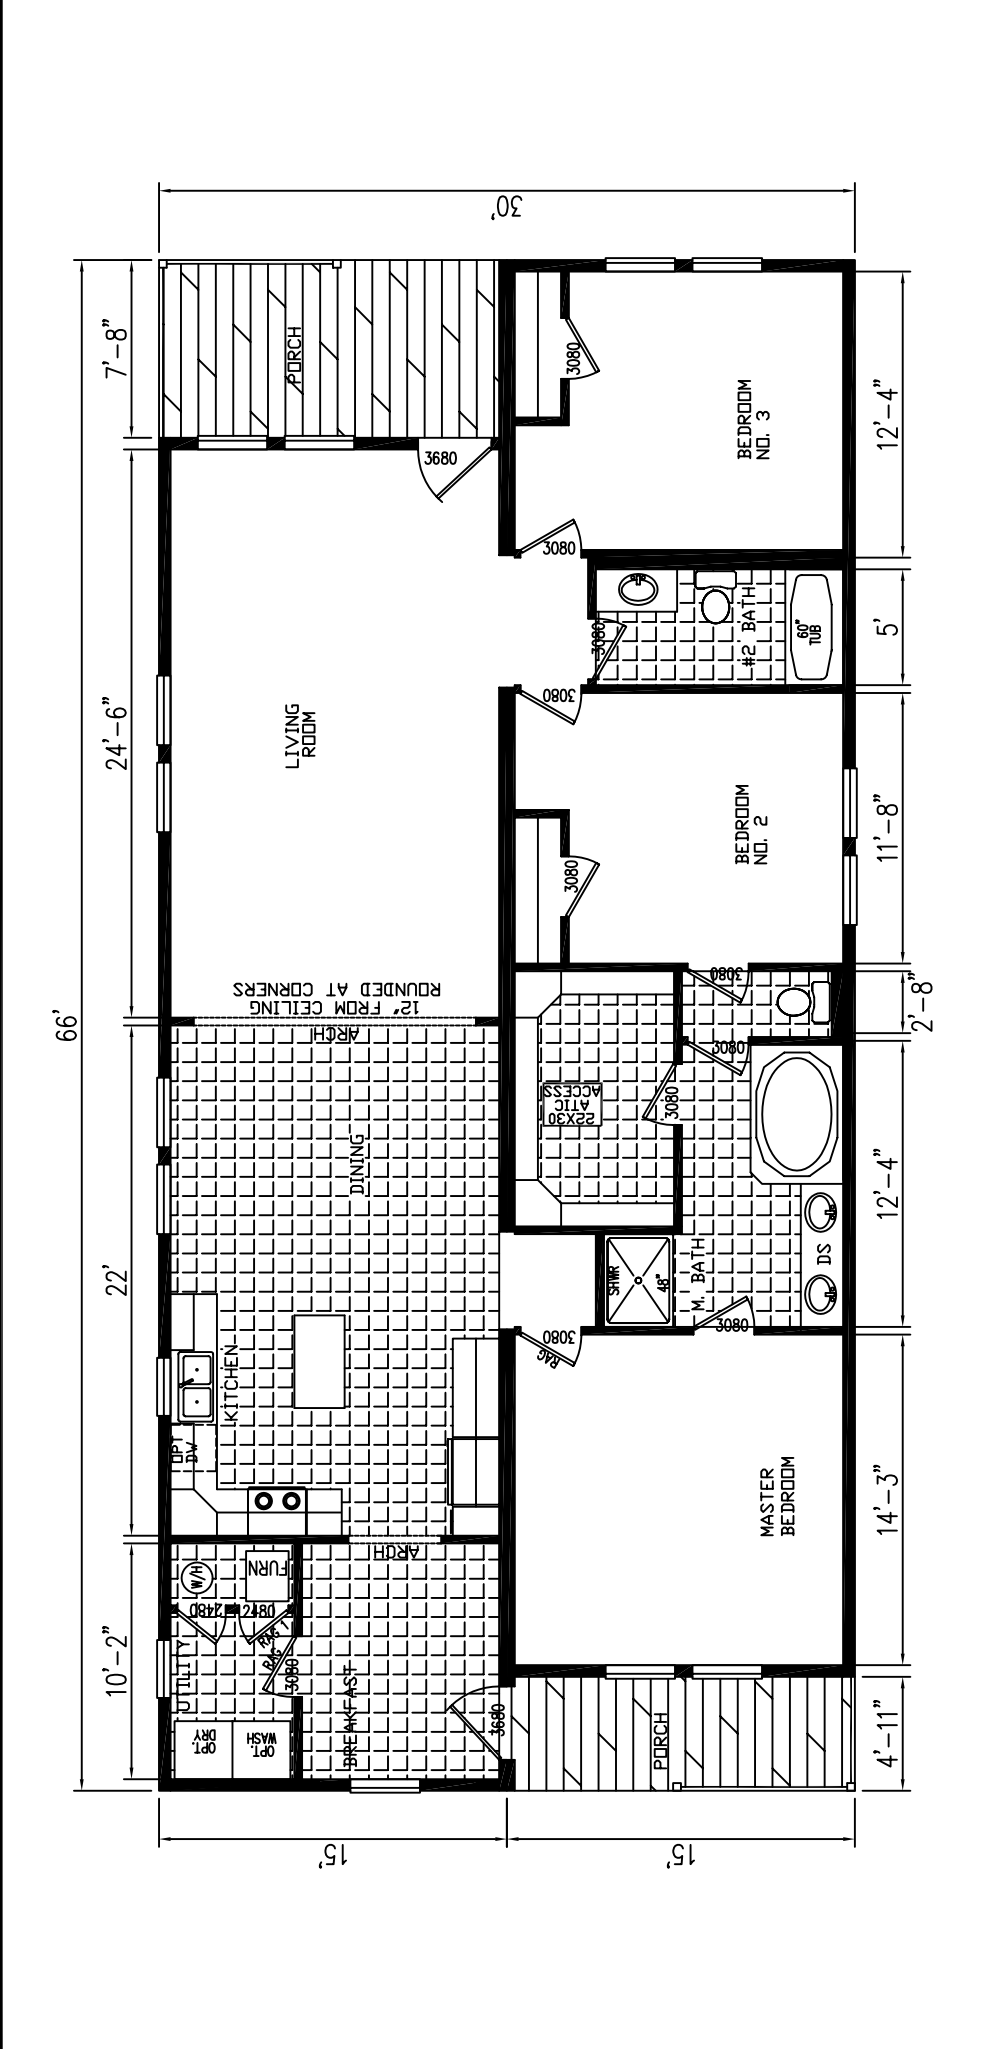 30'
7'-8"
PORCH
3680
3080
BEDROOM
NO. 3
12'-4"
66'
24'-6"
LIVING
ROOM
3080
3080
#2 BATH
60"
TUB
5'
3080
BEDROOM
NO. 2
3080
11'-8"
12" FROM CEILING
ROUNDED AT CORNERS
ARCH
3080
2'-8"
22X30
ATIC
ACCESS
3080
3080
DINING
22'
12'-4"
SHWR
48"
M. BATH
DS
3080
RAG
3080
KITCHEN
OPT
DW
MASTER
BEDROOM
14'-3"
ARCH
10'-2"
W/H
FURN
2480
2480
RAG 1
RAG
3080
UTILITY
OPT.
DRY
OPT.
WASH
BREAKFAST
3680
PORCH
4'-11"
15'
15'